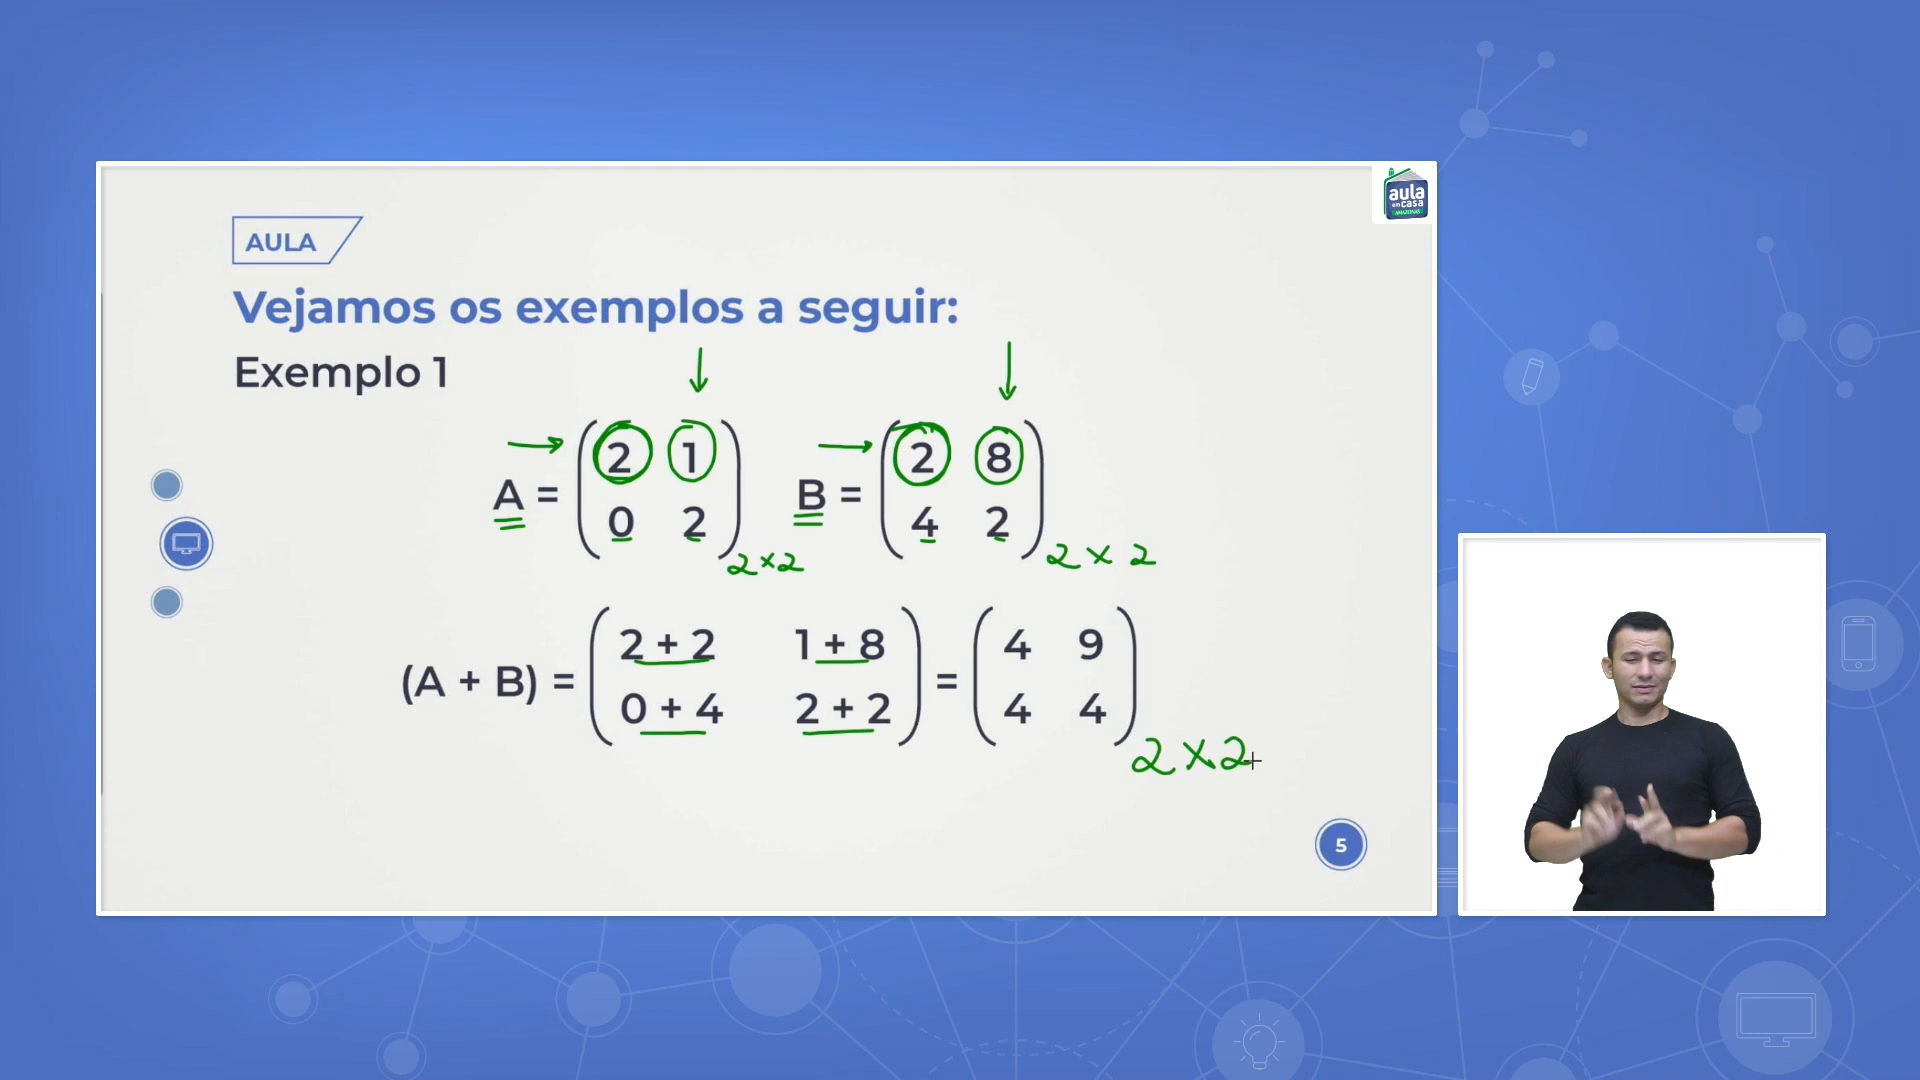 aula
em casa
AMAZONAS
AULA
Vejamos os exemplos a seguir:
Exemplo 1
A = ( 2 1 ) B = ( 2 8 )
0 2 4 2
2×2 2 × 2
(A + B) = ( 2 + 2 1 + 8 ) = ( 4 9 )
0 + 4 2 + 2 4 4
2×2
5